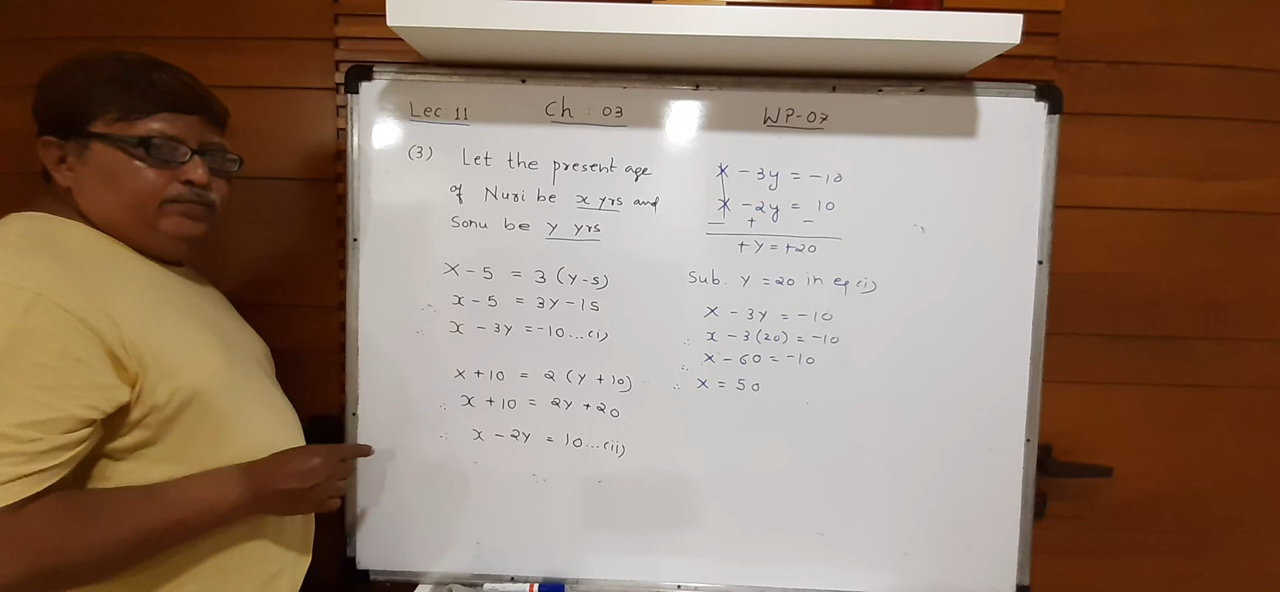 Lec: 11 Ch: 03 WP-07
(3) Let the present age
of Nuri be x yrs and
Sonu be y yrs
x - 5 = 3 (y-5)
∴ x - 5 = 3y - 15
∴ x - 3y = -10 ... (i)
x + 10 = 2 (y + 10)
∴ x + 10 = 2y + 20
∴ x - 2y = 10 ... (ii)
x - 3y = -10
x - 2y = 10
- + -
+ y = +20
Sub. y = 20 in eq (i)
x - 3y = -10
∴ x - 3(20) = -10
∴ x - 60 = -10
∴ x = 50